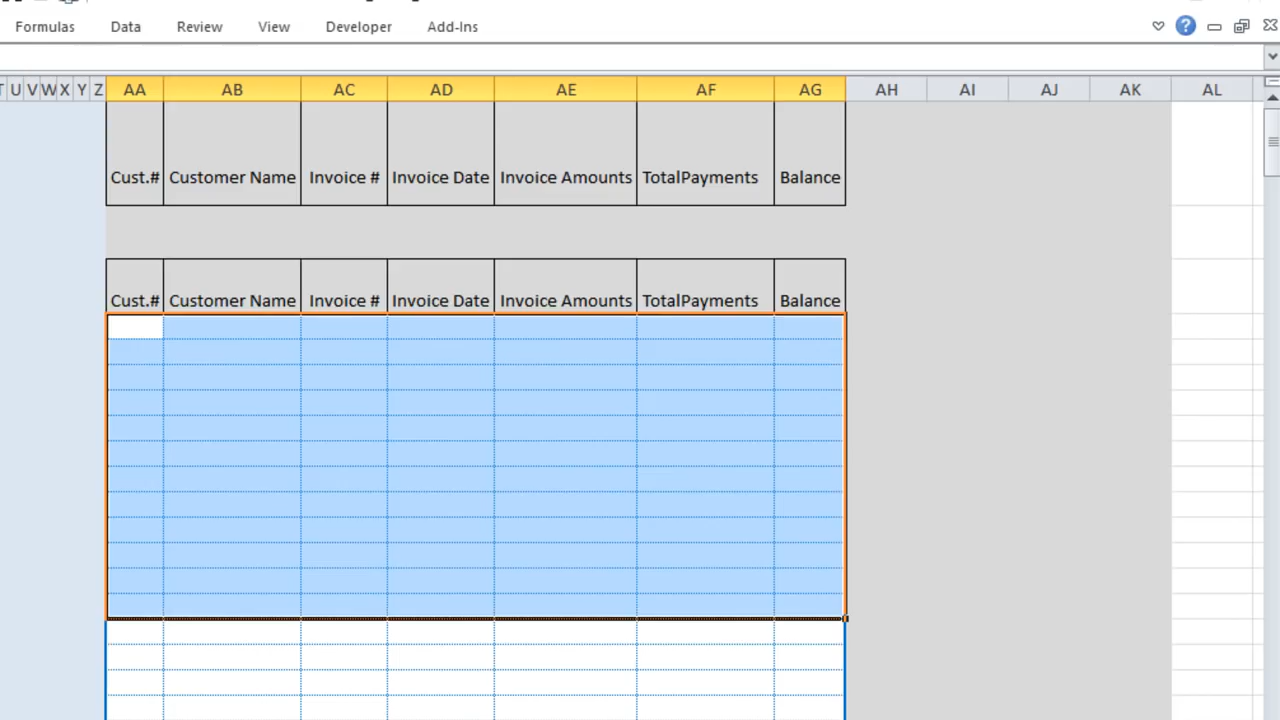 Formulas Data Review View Developer Add-Ins
U V W X Y Z AA AB AC AD AE AF AG AH AI AJ AK AL
Cust.# Customer Name Invoice # Invoice Date Invoice Amounts TotalPayments Balance
Cust.# Customer Name Invoice # Invoice Date Invoice Amounts TotalPayments Balance